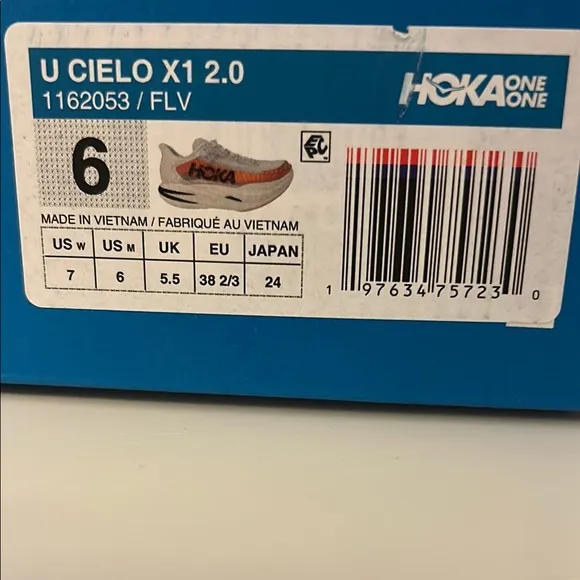 U CIELO X1 2.0
1162053 / FLV
HOKA ONE ONE
6
HOKA
MADE IN VIETNAM / FABRIQUÉ AU VIETNAM
US W US M UK EU JAPAN
7 6 5.5 38 2/3 24
1 97634 75723 0